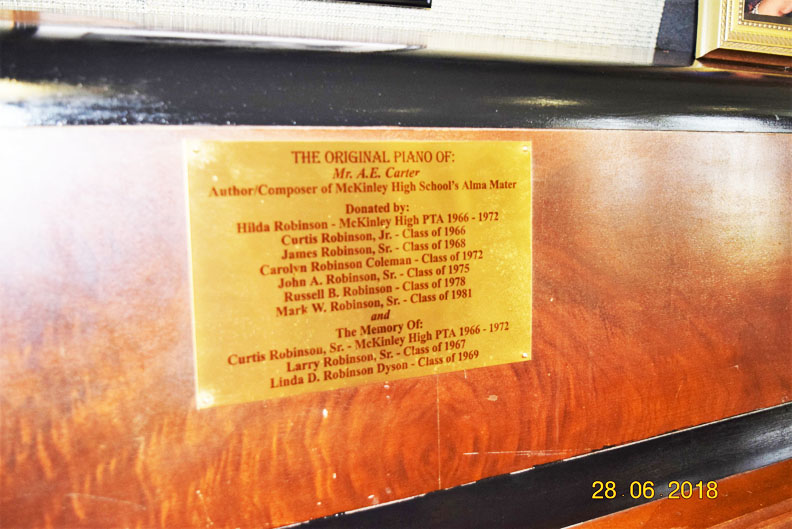 THE ORIGINAL PIANO OF:
Mr. A.E. Carter
Author/Composer of McKinley High School's Alma Mater
Donated by:
Hilda Robinson - McKinley High PTA 1966 - 1972
Curtis Robinson, Jr. - Class of 1966
James Robinson, Sr. - Class of 1968
Carolyn Robinson Coleman - Class of 1972
John A. Robinson, Sr. - Class of 1975
Russell B. Robinson - Class of 1978
Mark W. Robinson, Sr. - Class of 1981
and
The Memory Of:
Curtis Robinson, Sr. - McKinley High PTA 1966 - 1972
Larry Robinson, Sr. - Class of 1967
Linda D. Robinson Dyson - Class of 1969
28 06 2018